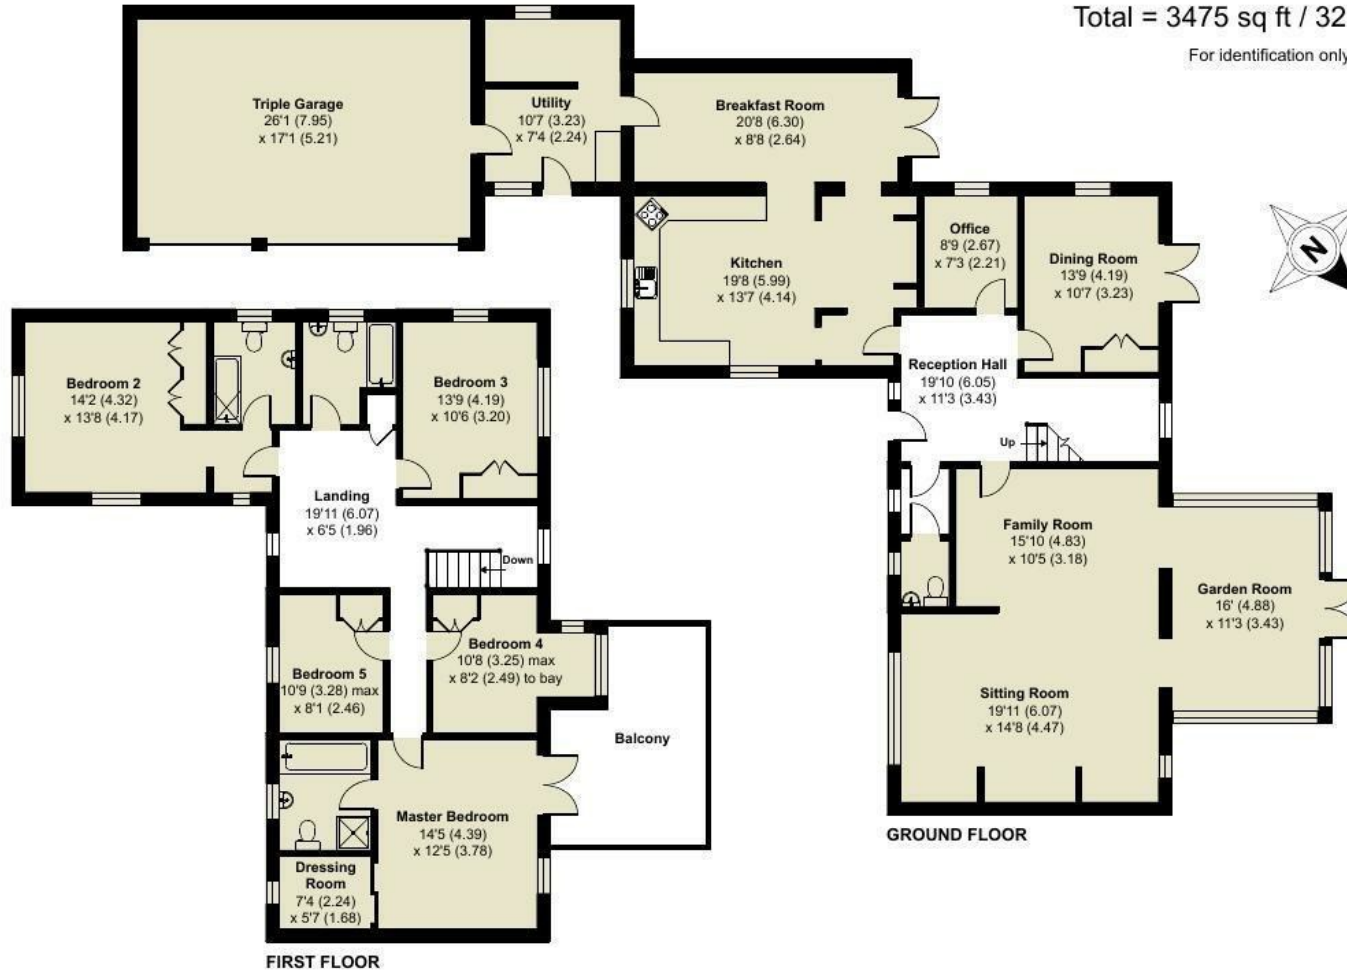 Total = 3475 sq ft / 32
For identification only
Triple Garage
26'1 (7.95)
x 17'1 (5.21)
Utility
10'7 (3.23)
x 7'4 (2.24)
Breakfast Room
20'8 (6.30)
x 8'8 (2.64)
Kitchen
19'8 (5.99)
x 13'7 (4.14)
Office
8'9 (2.67)
x 7'3 (2.21)
Dining Room
13'9 (4.19)
x 10'7 (3.23)
N
Reception Hall
19'10 (6.05)
x 11'3 (3.43)
Up
Family Room
15'10 (4.83)
x 10'5 (3.18)
Garden Room
16' (4.88)
x 11'3 (3.43)
Sitting Room
19'11 (6.07)
x 14'8 (4.47)
GROUND FLOOR
Bedroom 2
14'2 (4.32)
x 13'8 (4.17)
Bedroom 3
13'9 (4.19)
x 10'6 (3.20)
Landing
19'11 (6.07)
x 6'5 (1.96)
Down
Bedroom 4
10'8 (3.25) max
x 8'2 (2.49) to bay
Bedroom 5
10'9 (3.28) max
x 8'1 (2.46)
Balcony
Master Bedroom
14'5 (4.39)
x 12'5 (3.78)
Dressing
Room
7'4 (2.24)
x 5'7 (1.68)
FIRST FLOOR